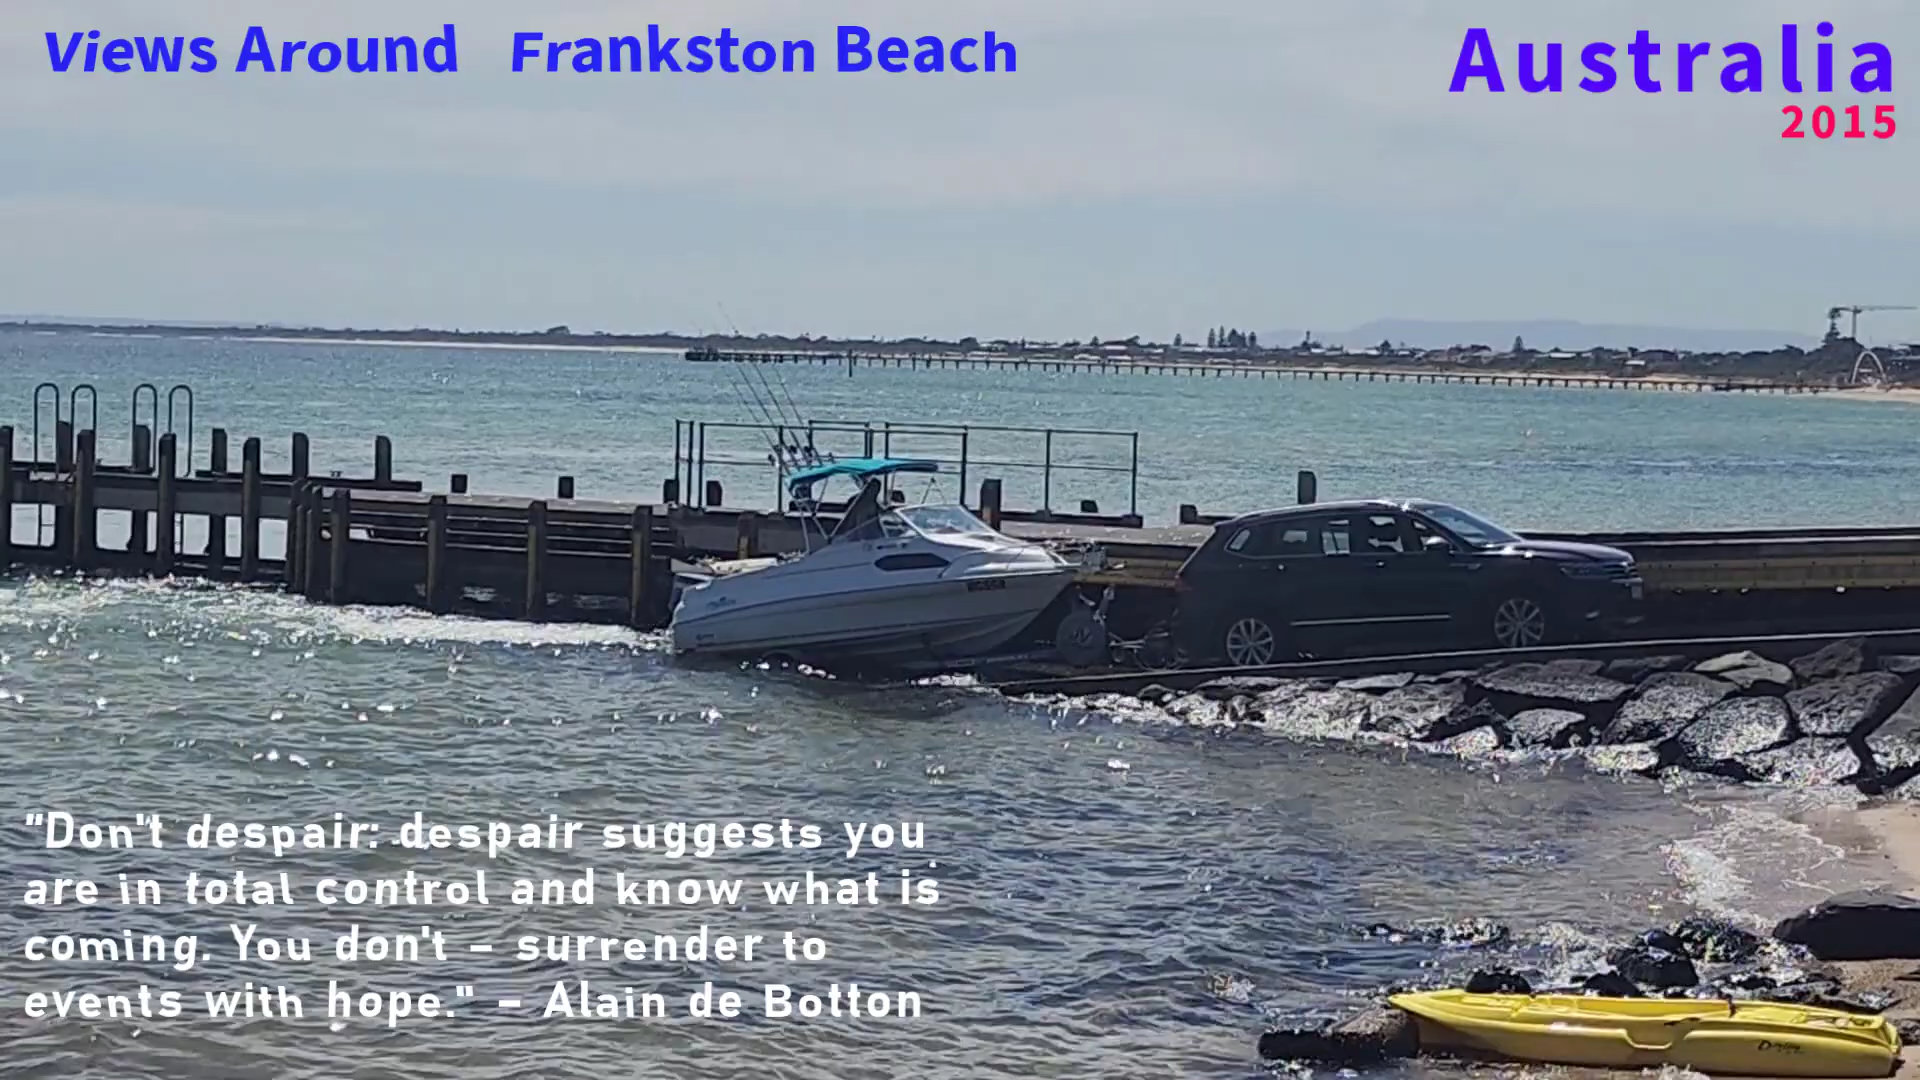 Views Around Frankston Beach
Australia
2015
"Don't despair: despair suggests you
are in total control and know what is
coming. You don't – surrender to
events with hope." – Alain de Botton